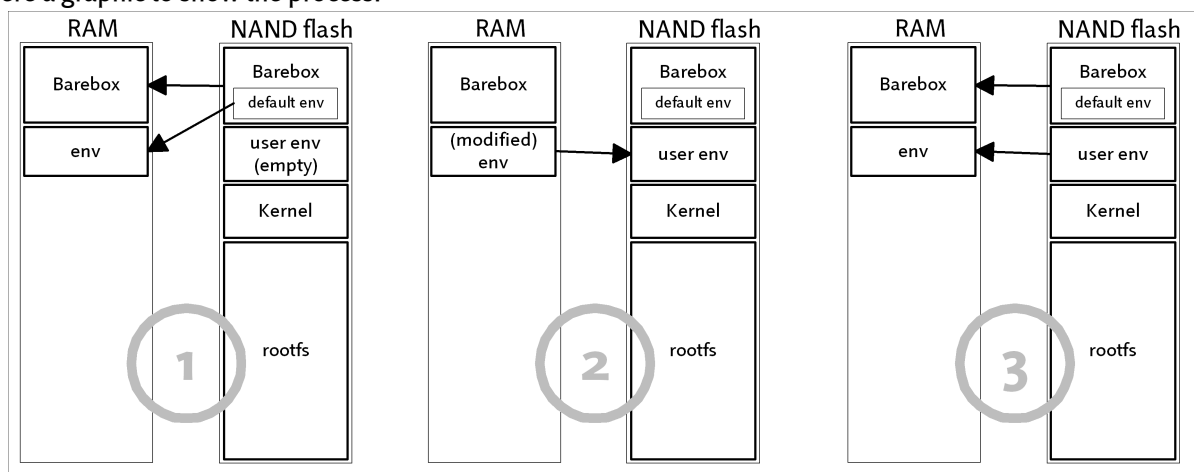 RAM
NAND flash
Barebox
Barebox
default env
env
user env
(empty)
Kernel
rootfs
1
RAM
NAND flash
Barebox
Barebox
default env
(modified)
env
user env
Kernel
rootfs
2
RAM
NAND flash
Barebox
Barebox
default env
env
user env
Kernel
rootfs
3